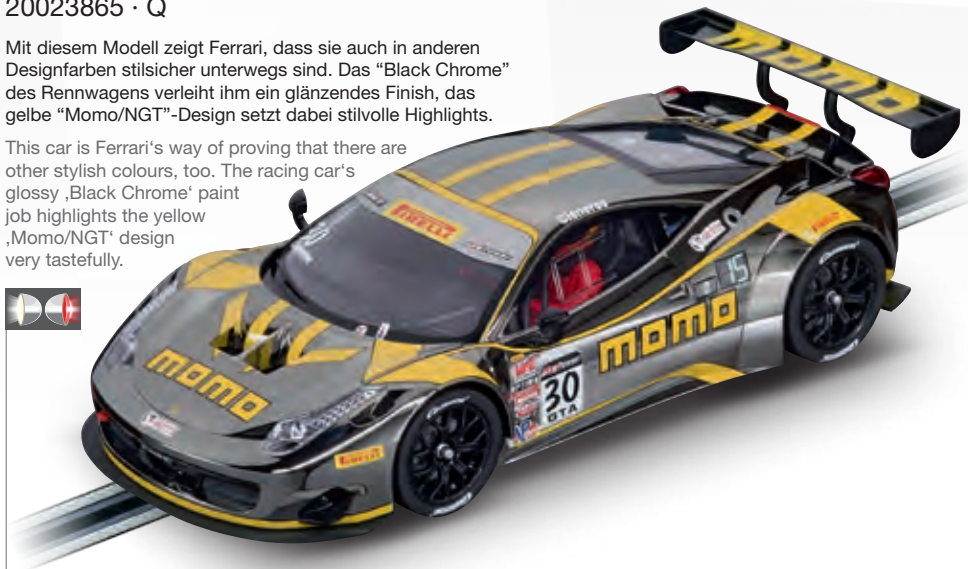 20023865 · Q
Mit diesem Modell zeigt Ferrari, dass sie auch in anderen
Designfarben stilsicher unterwegs sind. Das “Black Chrome”
des Rennwagens verleiht ihm ein glänzendes Finish, das
gelbe “Momo/NGT”-Design setzt dabei stilvolle Highlights.
This car is Ferrari‘s way of proving that there are
other stylish colours, too. The racing car‘s
glossy ‚Black Chrome‘ paint
job highlights the yellow
‚Momo/NGT‘ design
very tastefully.
momo
PIRELLI
Cisneros
PIRELLI
15
momo
momo
30
GTA
PIRELLI